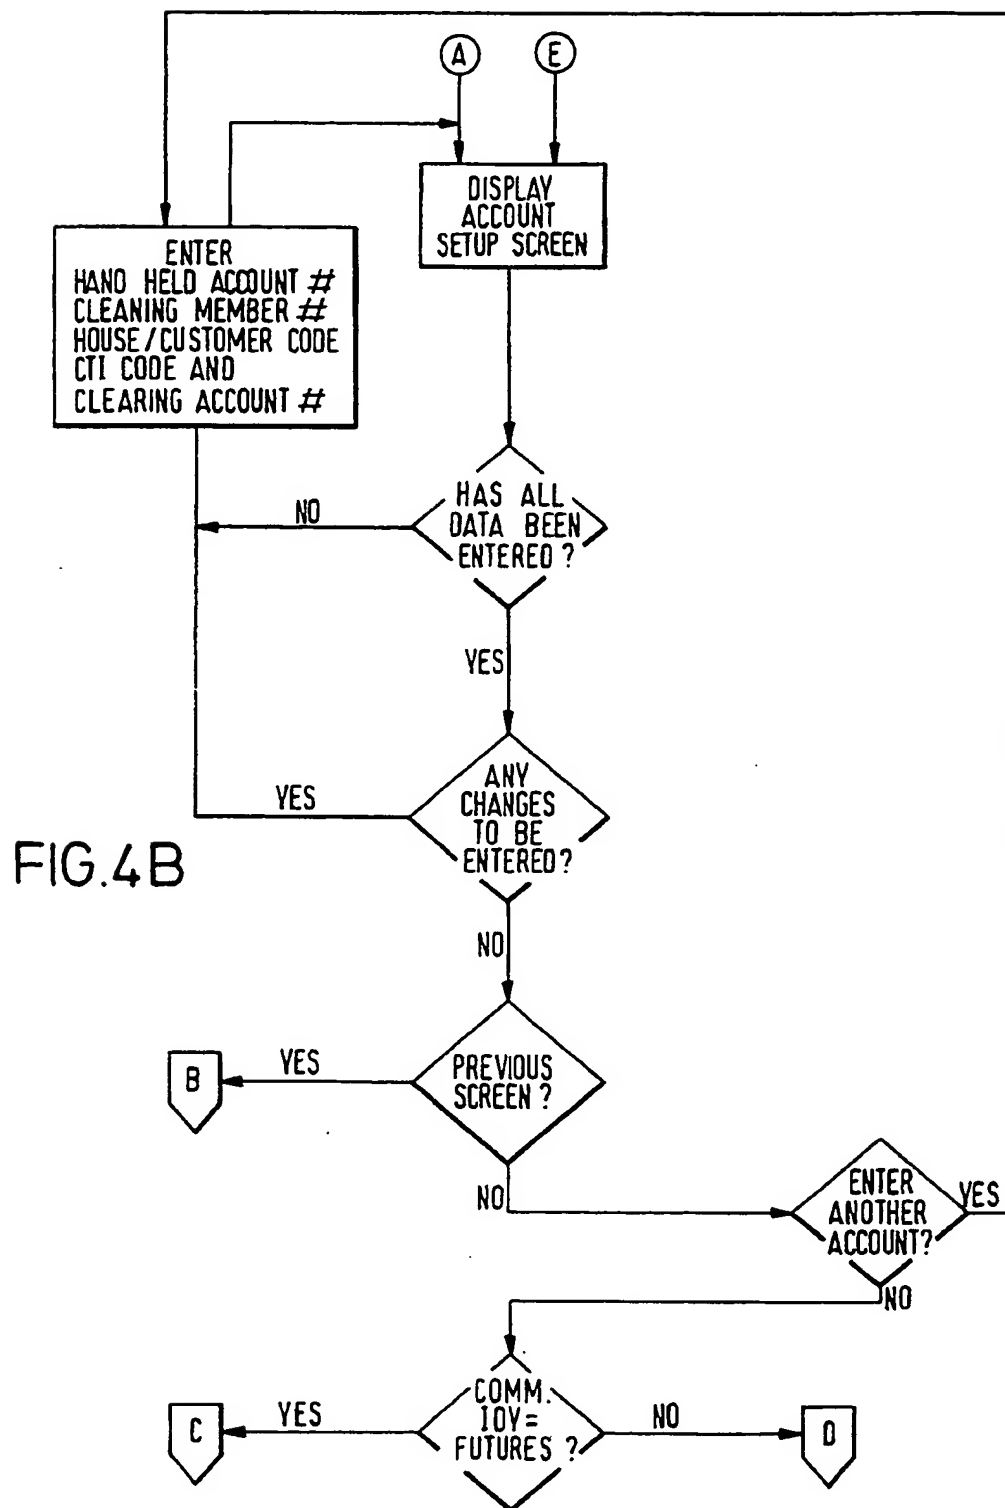 A
E
DISPLAY
ACCOUNT
SETUP SCREEN
ENTER
HAND HELD ACCOUNT #
CLEANING MEMBER #
HOUSE/CUSTOMER CODE
CTI CODE AND
CLEARING ACCOUNT #
NO
HAS ALL
DATA BEEN
ENTERED?
YES
YES
ANY
CHANGES
TO BE
ENTERED?
FIG.4B
NO
B
YES
PREVIOUS
SCREEN?
NO
ENTER
ANOTHER
ACCOUNT?
YES
NO
C
YES
COMM.
IOY=
FUTURES ?
NO
D